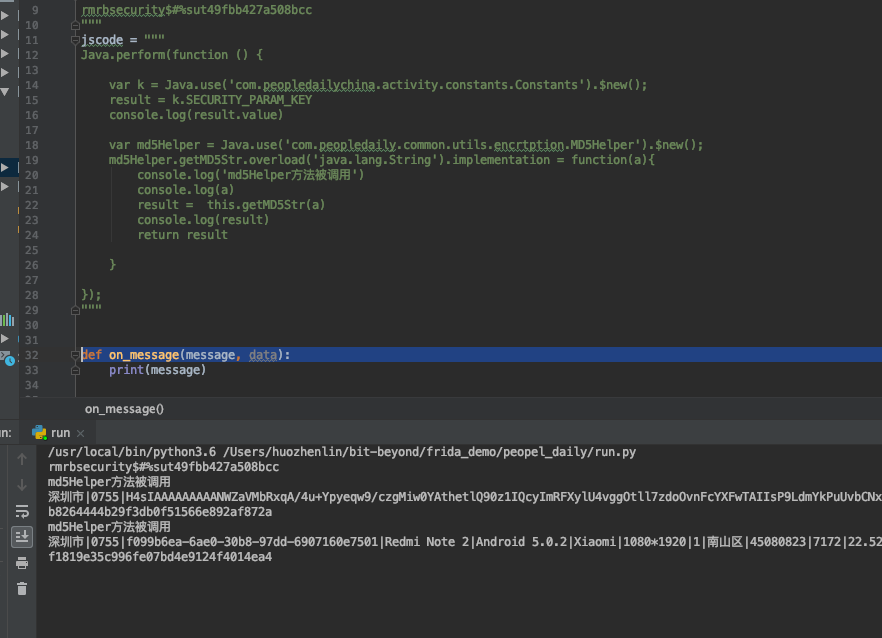 9 rmrbsecurity$#%sut49fbb427a508bcc
10 """
11 jscode = """
12 Java.perform(function () {
13
14 var k = Java.use('com.peopledailychina.activity.constants.Constants').$new();
15 result = k.SECURITY_PARAM_KEY
16 console.log(result.value)
17
18 var md5Helper = Java.use('com.peopledaily.common.utils.encrtption.MD5Helper').$new();
19 md5Helper.getMD5Str.overload('java.lang.String').implementation = function(a){
20 console.log('md5Helper方法被调用')
21 console.log(a)
22 result =  this.getMD5Str(a)
23 console.log(result)
24 return result
25
26 }
27
28 });
29 """
30
31
32 def on_message(message, data):
33 print(message)
34
on_message()
un: run ×
/usr/local/bin/python3.6 /Users/huozhenlin/bit-beyond/frida_demo/peopel_daily/run.py
rmrbsecurity$#%sut49fbb427a508bcc
md5Helper方法被调用
深圳市|0755|H4sIAAAAAAAAANWZaVMbRxqA/4u+Ypyeqw9/czgMiw0YAthetlQ90z1IQcyImRFXylU4vggOtll7zdoOvnFcYXFwTAIIsP9LdmYkPuUvbCNx
b8264444b29f3db0f51566e892af872a
md5Helper方法被调用
深圳市|0755|f099b6ea-6ae0-30b8-97dd-6907160e7501|Redmi Note 2|Android 5.0.2|Xiaomi|1080*1920|1|南山区|45080823|7172|22.52
f1819e35c996fe07bd4e9124f4014ea4